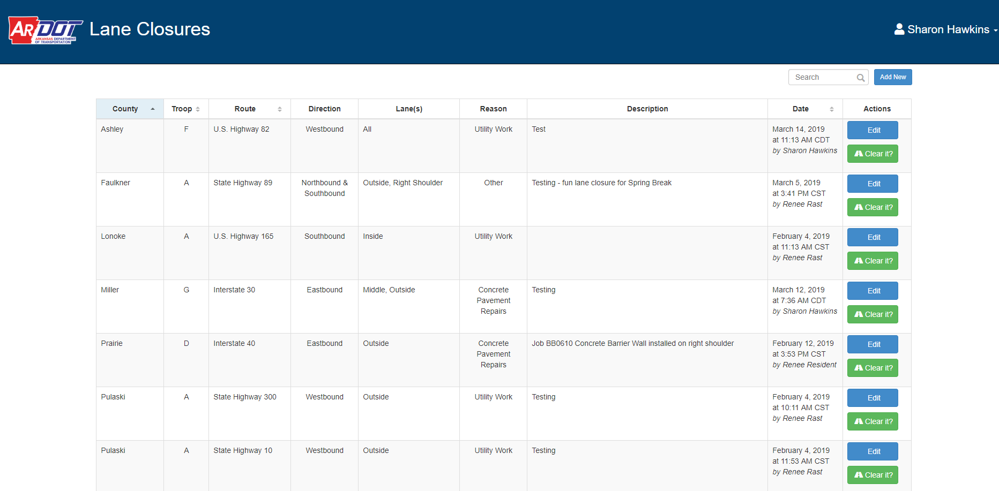 ARDOT
ARKANSAS DEPARTMENT
OF TRANSPORTATION
Lane Closures
Sharon Hawkins
Search
Add New
County Troop Route Direction Lane(s) Reason Description Date Actions
Ashley F U.S. Highway 82 Westbound All Utility Work Test March 14, 2019 Edit
at 11:13 AM CDT
by Sharon Hawkins
Clear it?
Faulkner A State Highway 89 Northbound & Outside, Right Shoulder Other Testing - fun lane closure for Spring Break March 5, 2019 Edit
Southbound at 3:41 PM CST
by Renee Rast
Clear it?
Lonoke A U.S. Highway 165 Southbound Inside Utility Work February 4, 2019 Edit
at 11:13 AM CST
by Renee Rast
Clear it?
Miller G Interstate 30 Eastbound Middle, Outside Concrete Testing March 12, 2019 Edit
Pavement at 7:36 AM CDT
Repairs by Sharon Hawkins
Clear it?
Prairie D Interstate 40 Eastbound Outside Concrete Job BB0610 Concrete Barrier Wall installed on right shoulder February 12, 2019 Edit
Pavement at 3:53 PM CST
Repairs by Renee Resident
Clear it?
Pulaski A State Highway 300 Westbound Outside Utility Work Testing February 4, 2019 Edit
at 10:11 AM CST
by Renee Rast
Clear it?
Pulaski A State Highway 10 Westbound Outside Utility Work Testing February 4, 2019 Edit
at 11:53 AM CST
by Renee Rast
Clear it?